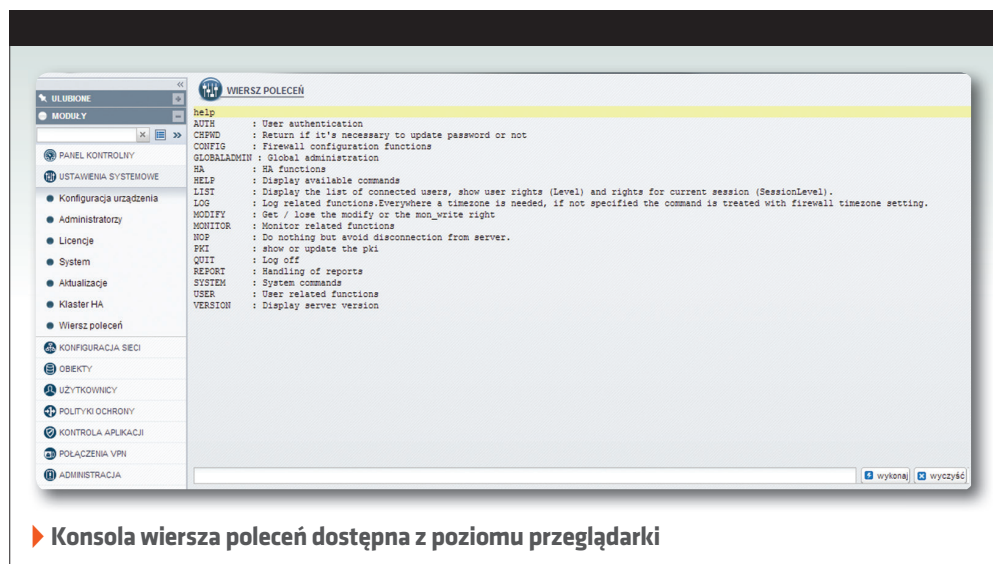 ULUBIONE
MODUŁY
PANEL KONTROLNY
USTAWIENIA SYSTEMOWE
Konfiguracja urządzenia
Administratorzy
Licencje
System
Aktualizacje
Klaster HA
Wiersz poleceń
KONFIGURACJA SIECI
OBIEKTY
UŻYTKOWNICY
POLITYKI OCHRONY
KONTROLA APLIKACJI
POŁĄCZENIA VPN
ADMINISTRACJA
WIERSZ POLECEŃ
help
AUTH : User authentication
CHPWD : Return if it's necessary to update password or not
CONFIG : Firewall configuration functions
GLOBALADMIN : Global administration
HA : HA functions
HELP : Display available commands
LIST : Display the list of connected users, show user rights (Level) and rights for current session (SessionLevel).
LOG : Log related functions.Everywhere a timezone is needed, if not specified the command is treated with firewall timezone setting.
MODIFY : Get / lose the modify or the mon_write right
MONITOR : Monitor related functions
NOP : Do nothing but avoid disconnection from server.
PKI : show or update the pki
QUIT : Log off
REPORT : Handling of reports
SYSTEM : System commands
USER : User related functions
VERSION : Display server version
wykonaj wyczyść
Konsola wiersza poleceń dostępna z poziomu przeglądarki